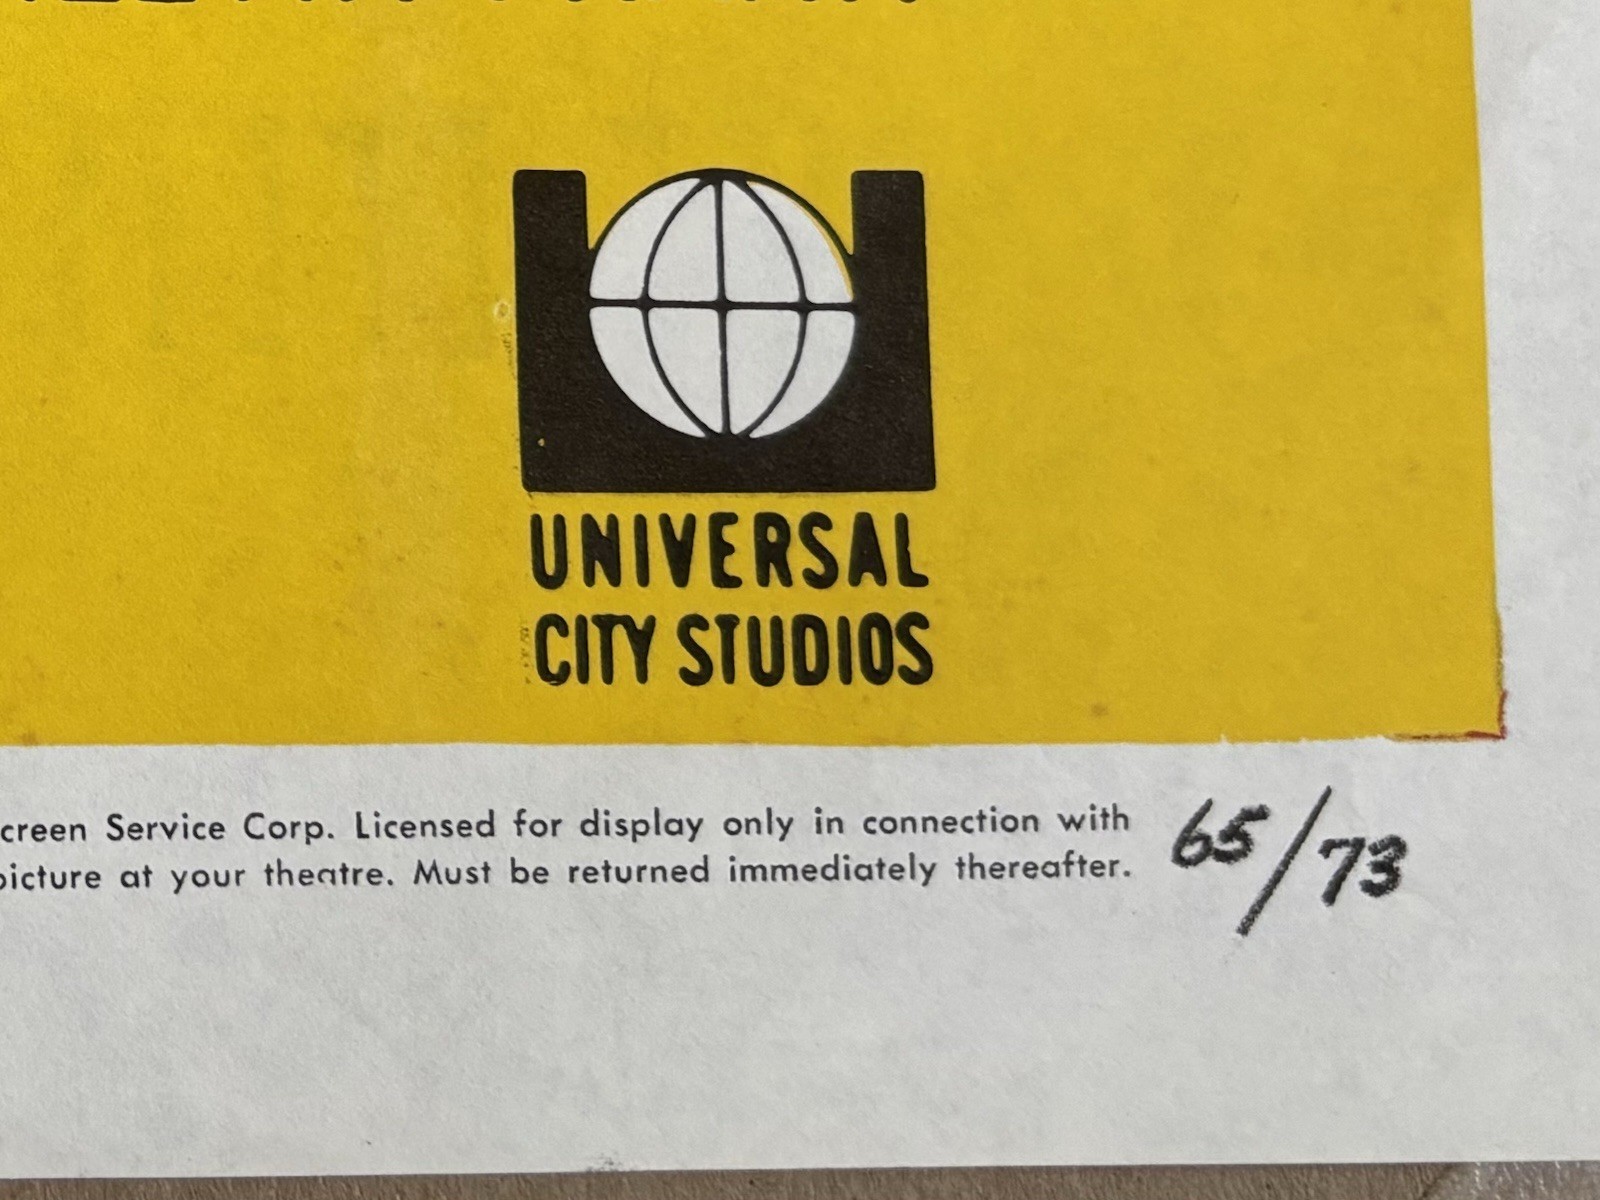 UNIVERSAL
CITY STUDIOS
creen Service Corp. Licensed for display only in connection with
picture at your theatre. Must be returned immediately thereafter.
65/73